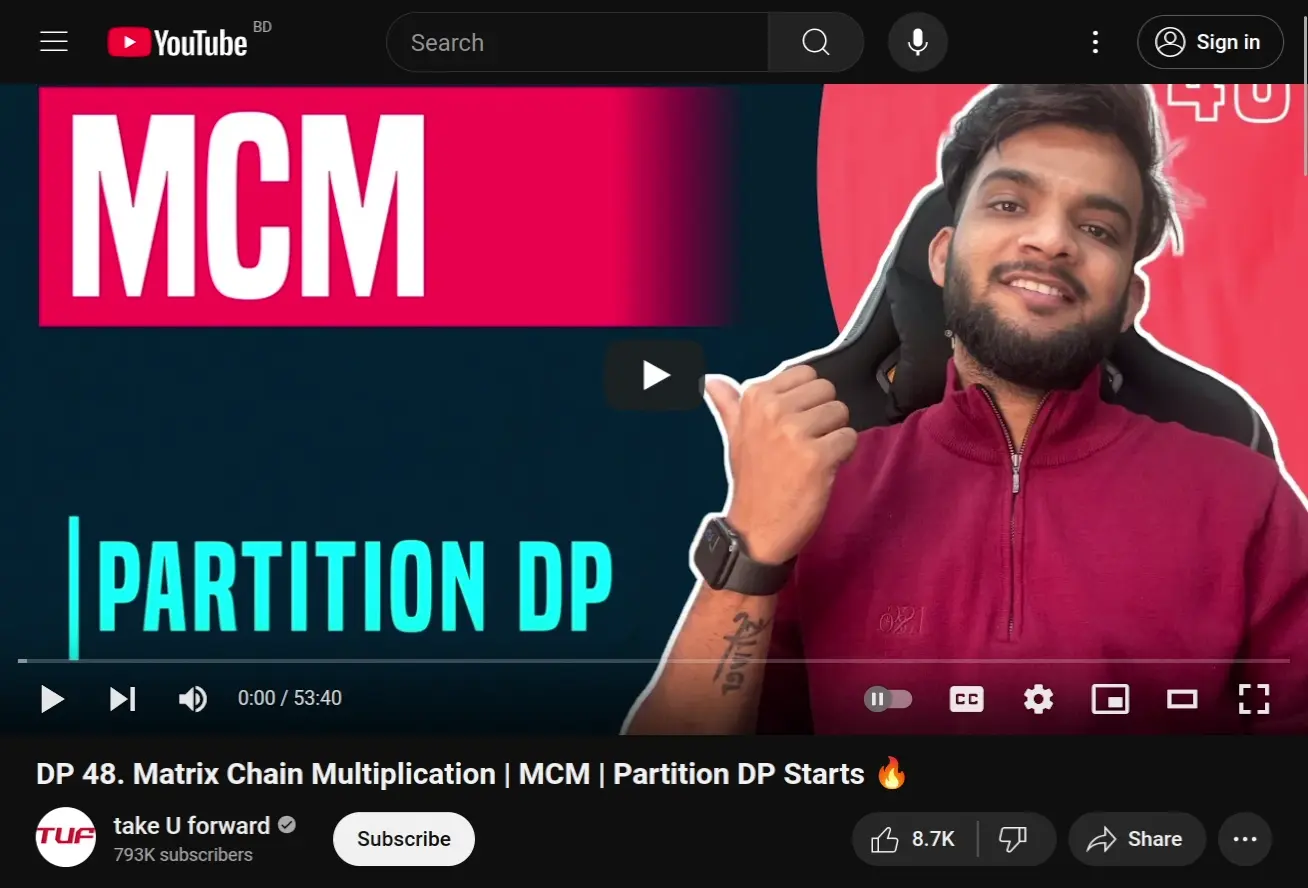 YouTube BD
Search
Sign in
MCM
PARTITION DP
0:00 / 53:40
CC
DP 48. Matrix Chain Multiplication | MCM | Partition DP Starts 🔥
TUF
take U forward
793K subscribers
Subscribe
8.7K
Share